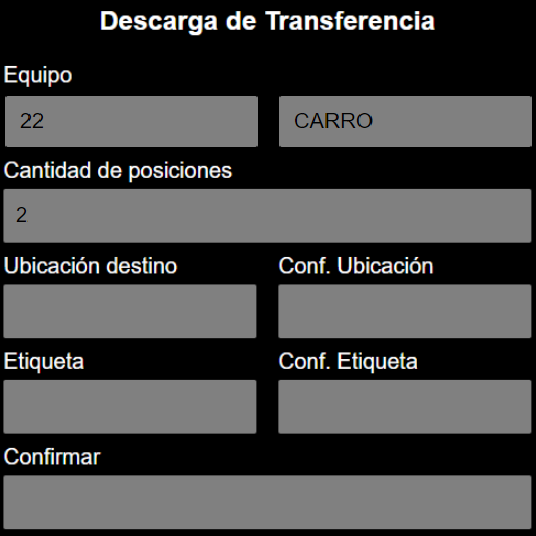 Descarga de Transferencia
Equipo
22 CARRO
Cantidad de posiciones
2
Ubicación destino Conf. Ubicación
Etiqueta Conf. Etiqueta
Confirmar